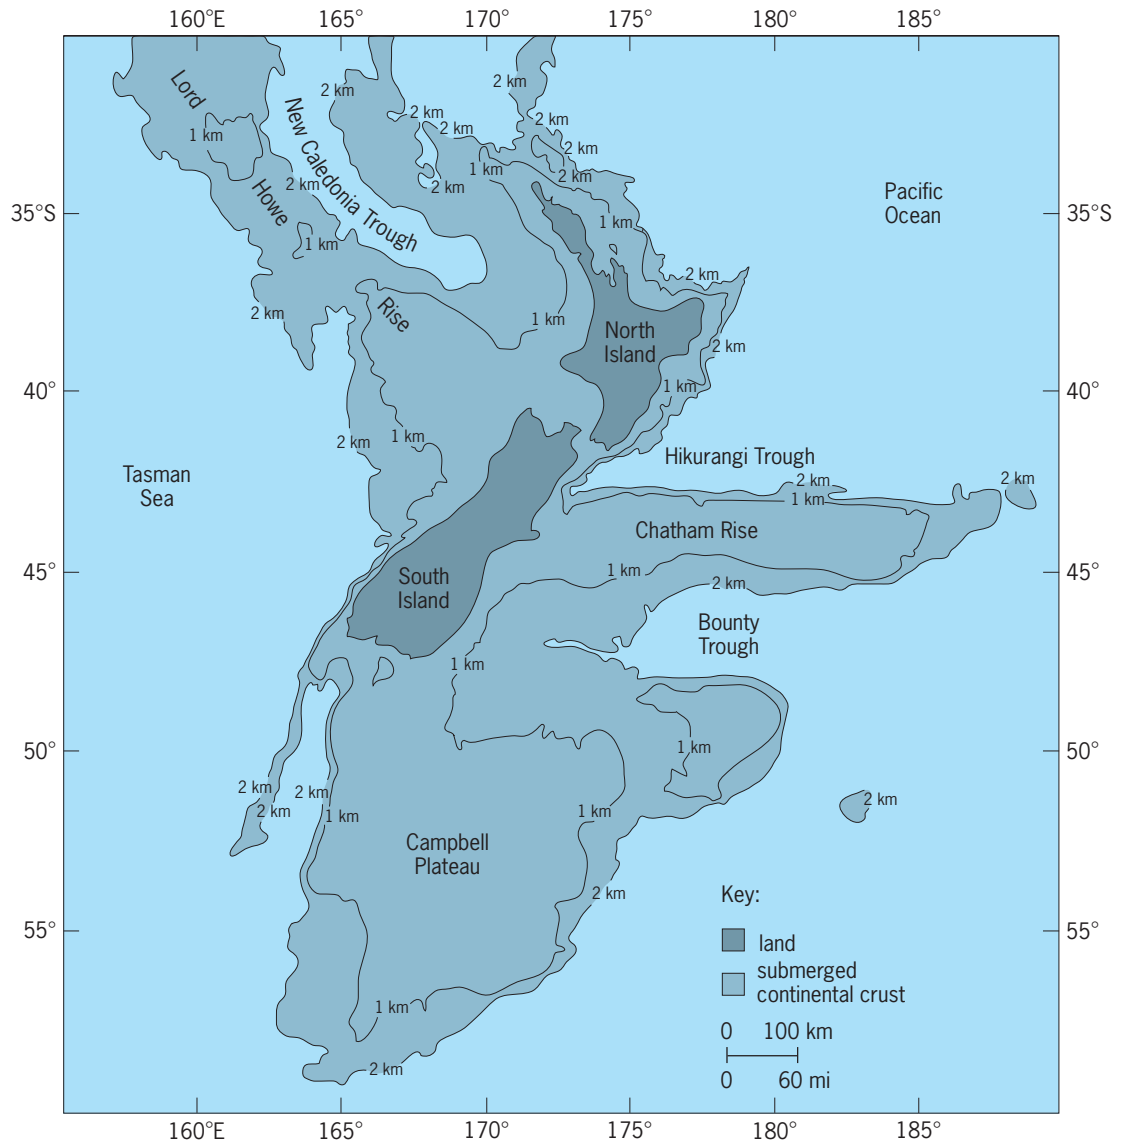 160°E 165° 170° 175° 180° 185°
Lord
1 km
Howe
2 km
1 km
2 km
Rise
New Caledonia Trough
2 km
2 km
2 km
2 km
1 km
2 km
2 km
2 km
2 km
1 km
2 km
Pacific
Ocean
35°S
35°S
1 km
North
Island
2 km
1 km
40°
40°
2 km
1 km
Tasman
Sea
Hikurangi Trough
2 km
1 km
2 km
Chatham Rise
1 km
2 km
45°
45°
South
Island
Bounty
Trough
1 km
1 km
50°
50°
2 km
2 km
2 km
1 km
1 km
2 km
Campbell
Plateau
2 km
55°
55°
1 km
2 km
Key:
land
submerged
continental crust
0 100 km
0 60 mi
160°E 165° 170° 175° 180° 185°